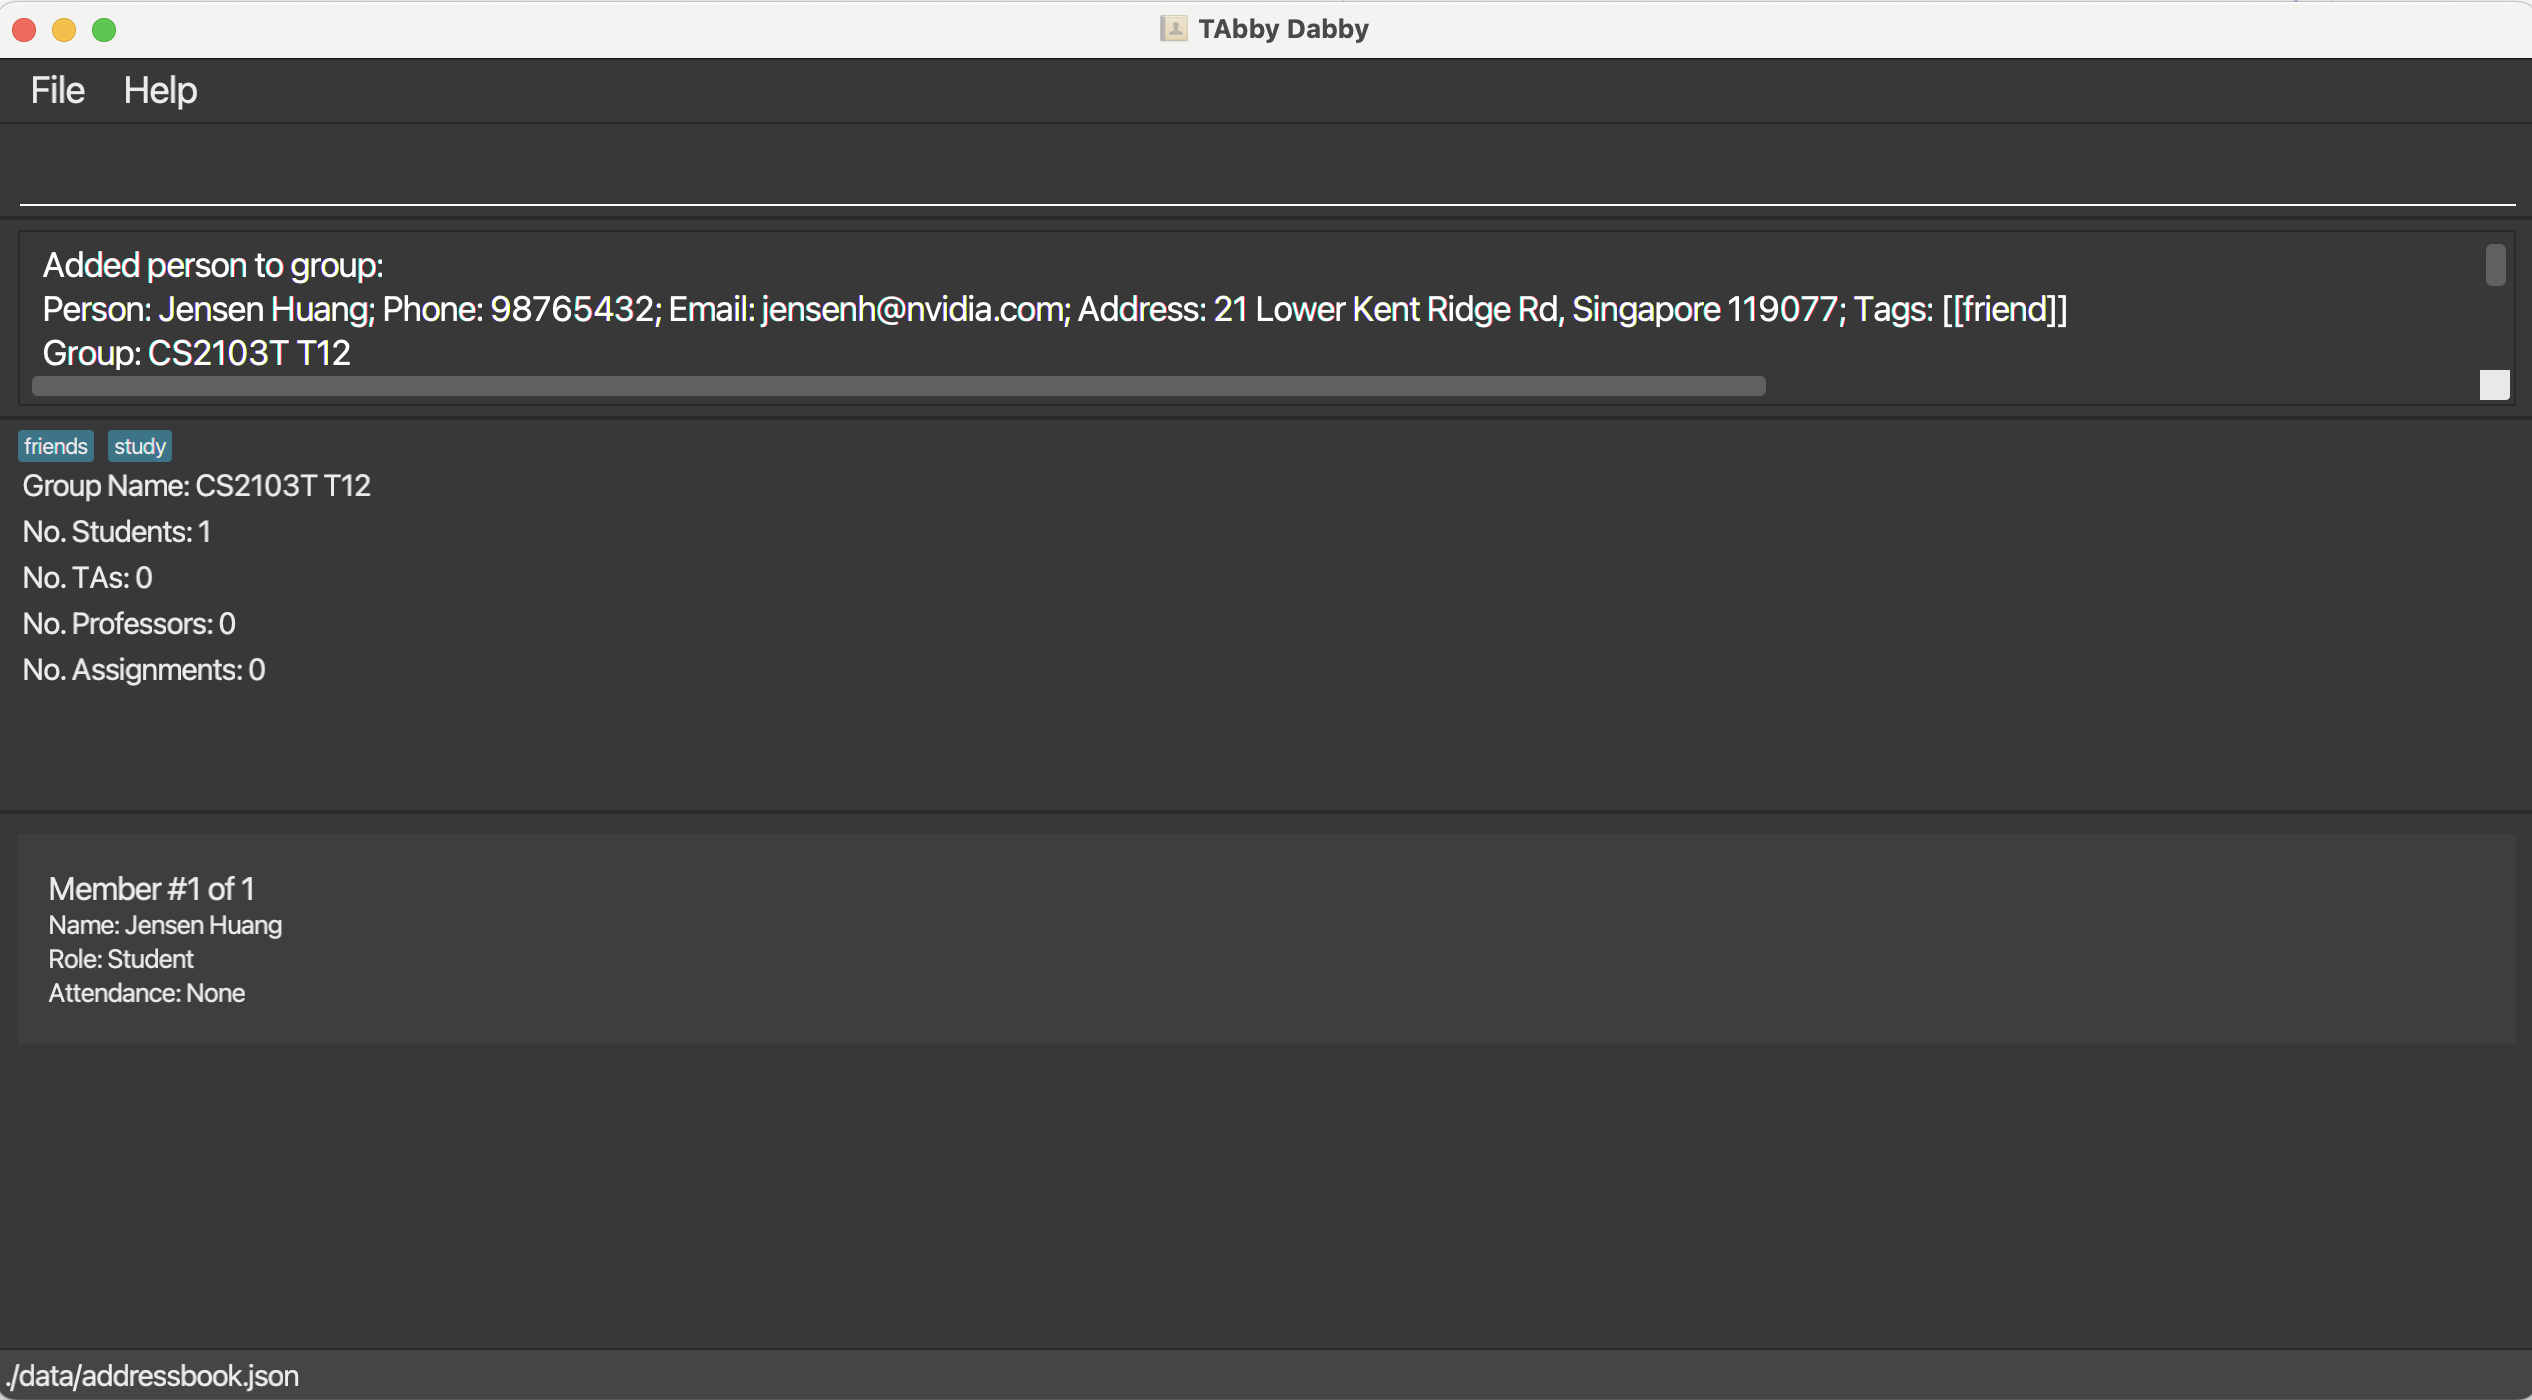 TAbby Dabby
File Help
Added person to group:
Person: Jensen Huang; Phone: 98765432; Email: jensenh@nvidia.com; Address: 21 Lower Kent Ridge Rd, Singapore 119077; Tags: [[friend]]
Group: CS2103T T12
friends study
Group Name: CS2103T T12
No. Students: 1
No. TAs: 0
No. Professors: 0
No. Assignments: 0
Member #1 of 1
Name: Jensen Huang
Role: Student
Attendance: None
./data/addressbook.json